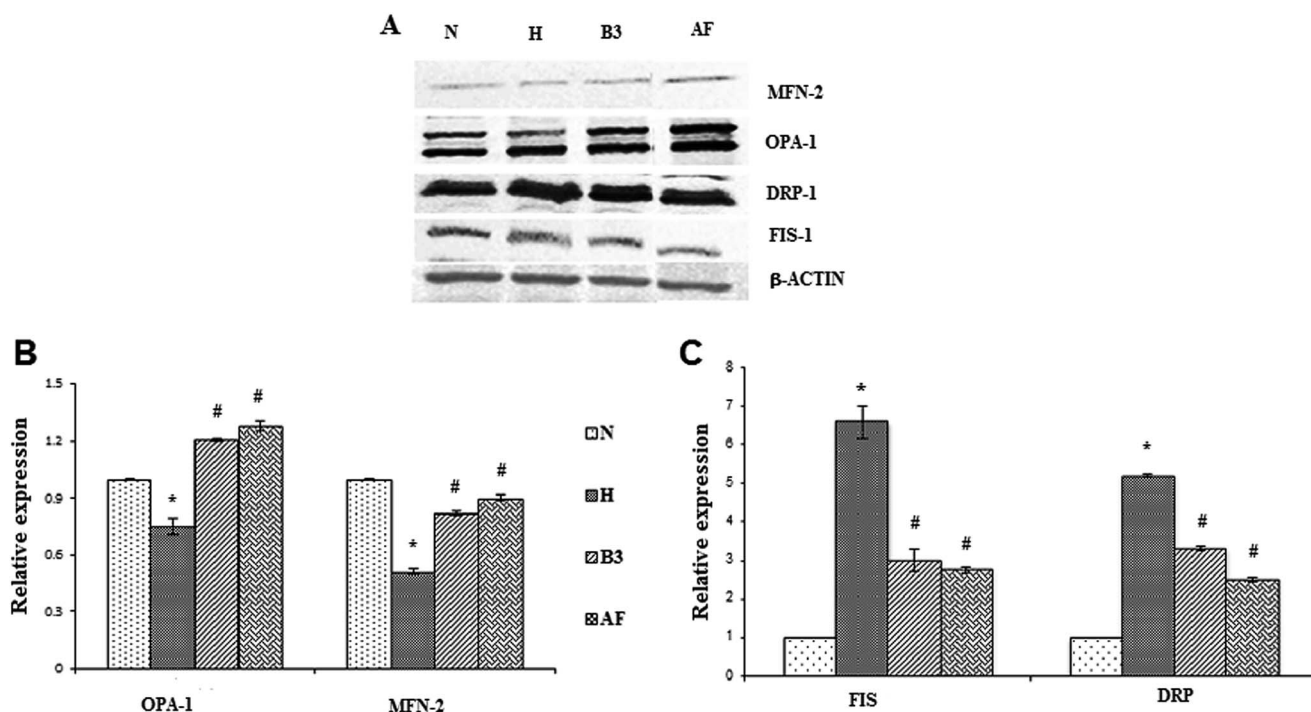 A
N H B3 AF
MFN-2
OPA-1
DRP-1
FIS-1
β-ACTIN
B
Relative expression
1.5
1.2
0.9
0.6
0.3
0
* # #
* # #
OPA-1 MFN-2
N
H
B3
AF
C
Relative expression
8
7
6
5
4
3
2
1
0
* # #
* # #
FIS DRP